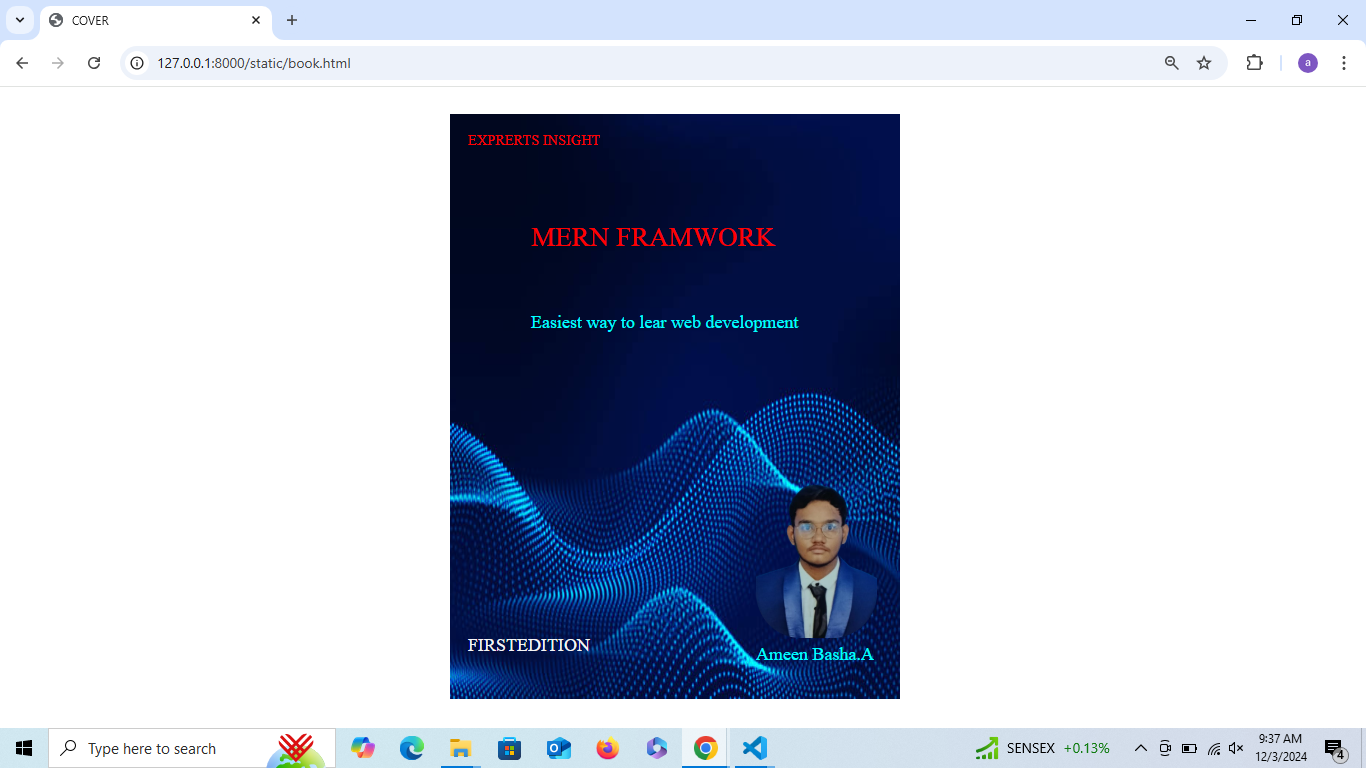 COVER
127.0.0.1:8000/static/book.html
a
EXPRERTS INSIGHT
MERN FRAMWORK
Easiest way to lear web development
FIRSTEDITION
Ameen Basha.A
Type here to search
SENSEX +0.13%
9:37 AM
12/3/2024
4